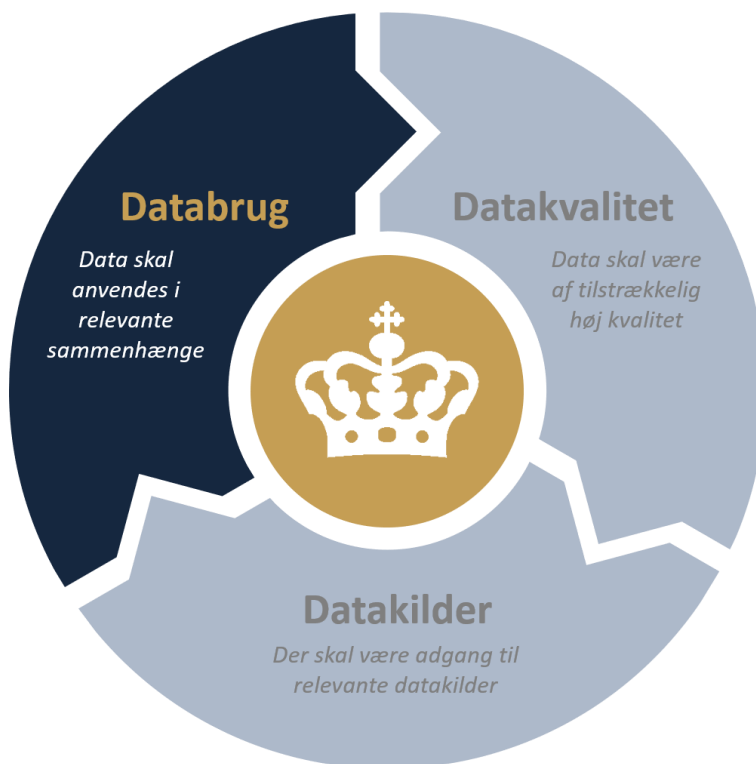 Databrug
Data skal
anvendes i
relevante
sammenhænge
Datakvalitet
Data skal være
af tilstrækkelig
høj kvalitet
Datakilder
Der skal være adgang til
relevante datakilder